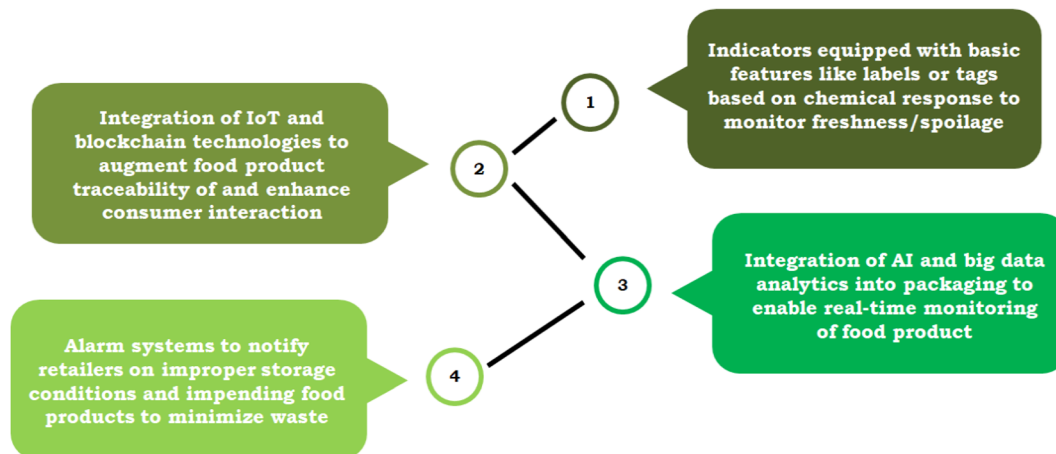 1
Indicators equipped with basic
features like labels or tags
based on chemical response to
monitor freshness/spoilage
2
Integration of IoT and
blockchain technologies to
augment food product
traceability of and enhance
consumer interaction
3
Integration of AI and big data
analytics into packaging to
enable real-time monitoring
of food product
4
Alarm systems to notify
retailers on improper storage
conditions and impending food
products to minimize waste